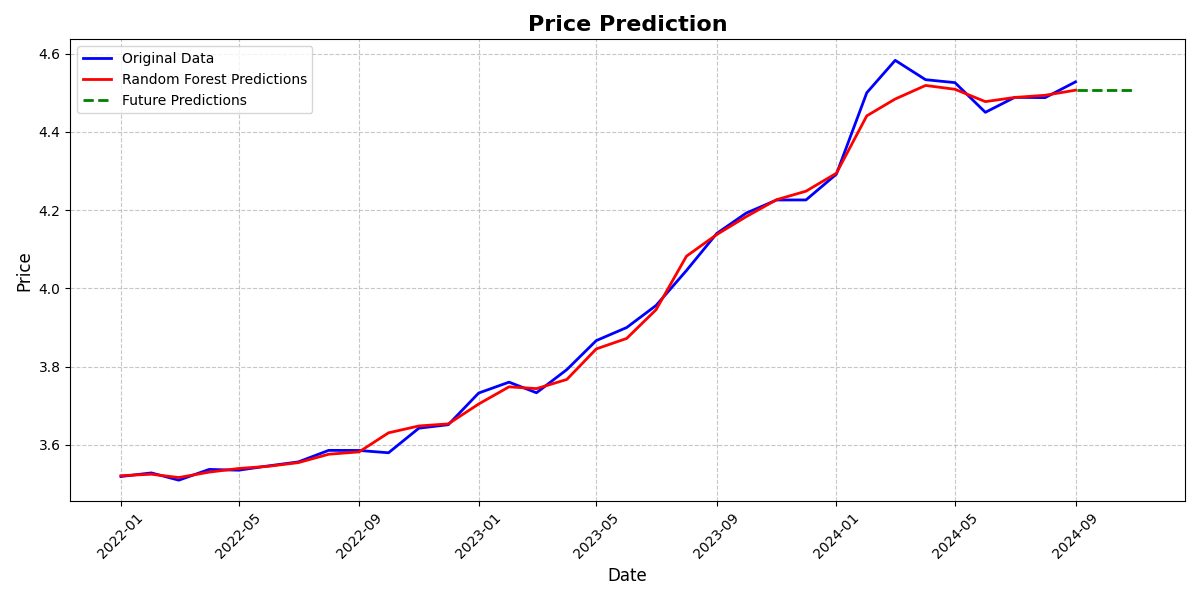 Price Prediction
Original Data
Random Forest Predictions
Future Predictions
Price
4.6
4.4
4.2
4.0
3.8
3.6
2022-01
2022-05
2022-09
2023-01
2023-05
2023-09
2024-01
2024-05
2024-09
Date